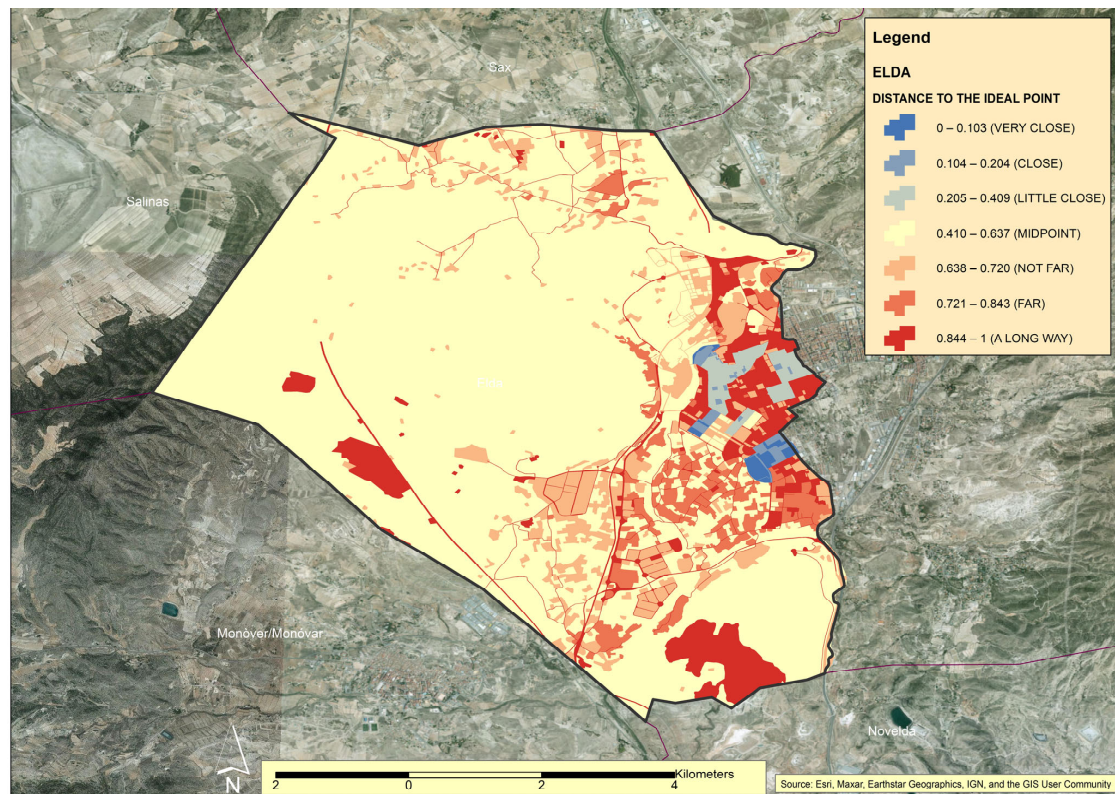 Legend
ELDA
DISTANCE TO THE IDEAL POINT
0 – 0.103 (VERY CLOSE)
0.104 – 0.204 (CLOSE)
0.205 – 0.409 (LITTLE CLOSE)
0.410 – 0.637 (MIDPOINT)
0.638 – 0.720 (NOT FAR)
0.721 – 0.843 (FAR)
0.844 – 1 (A LONG WAY)
Sax
Salinas
Elda
Monòver/Monóvar
Novelda
N
2 0 2 4 Kilometers
Source: Esri, Maxar, Earthstar Geographics, IGN, and the GIS User Community